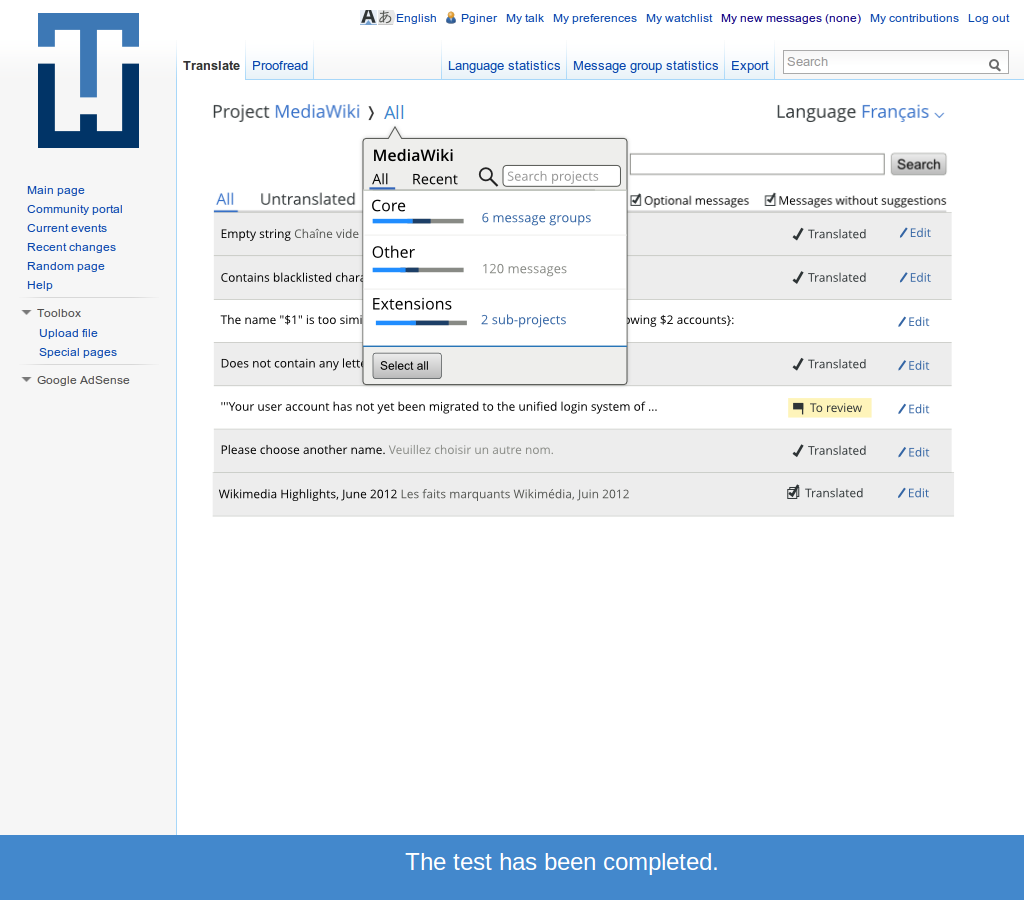 English Pginer My talk My preferences My watchlist My new messages (none) My contributions Log out
Translate Proofread Language statistics Message group statistics Export Search
Project MediaWiki ❭ All Language Français
MediaWiki
All Recent Search projects
Search
All Untranslated
Optional messages Messages without suggestions
Core
6 message groups
Other
120 messages
Extensions
2 sub-projects
Select all
Empty string Chaîne vide Translated Edit
Contains blacklisted chara Translated Edit
The name "$1" is too simi owing $2 accounts}: Edit
Does not contain any lette Translated Edit
'''Your user account has not yet been migrated to the unified login system of ... To review Edit
Please choose another name. Veuillez choisir un autre nom. Translated Edit
Wikimedia Highlights, June 2012 Les faits marquants Wikimédia, Juin 2012 Translated Edit
Main page
Community portal
Current events
Recent changes
Random page
Help
Toolbox
Upload file
Special pages
Google AdSense
The test has been completed.